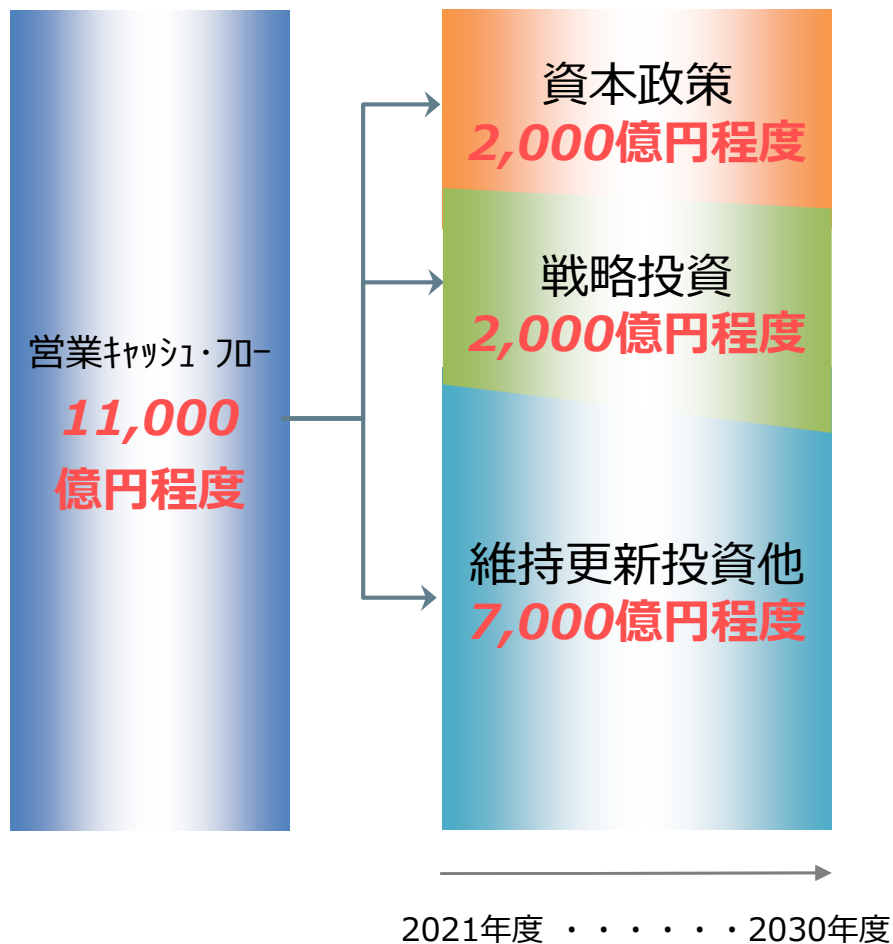 営業ｷｬｯｼｭ・ﾌﾛｰ
11,000
億円程度
資本政策
2,000億円程度
戦略投資
2,000億円程度
維持更新投資他
7,000億円程度
2021年度 ・・・・・・2030年度